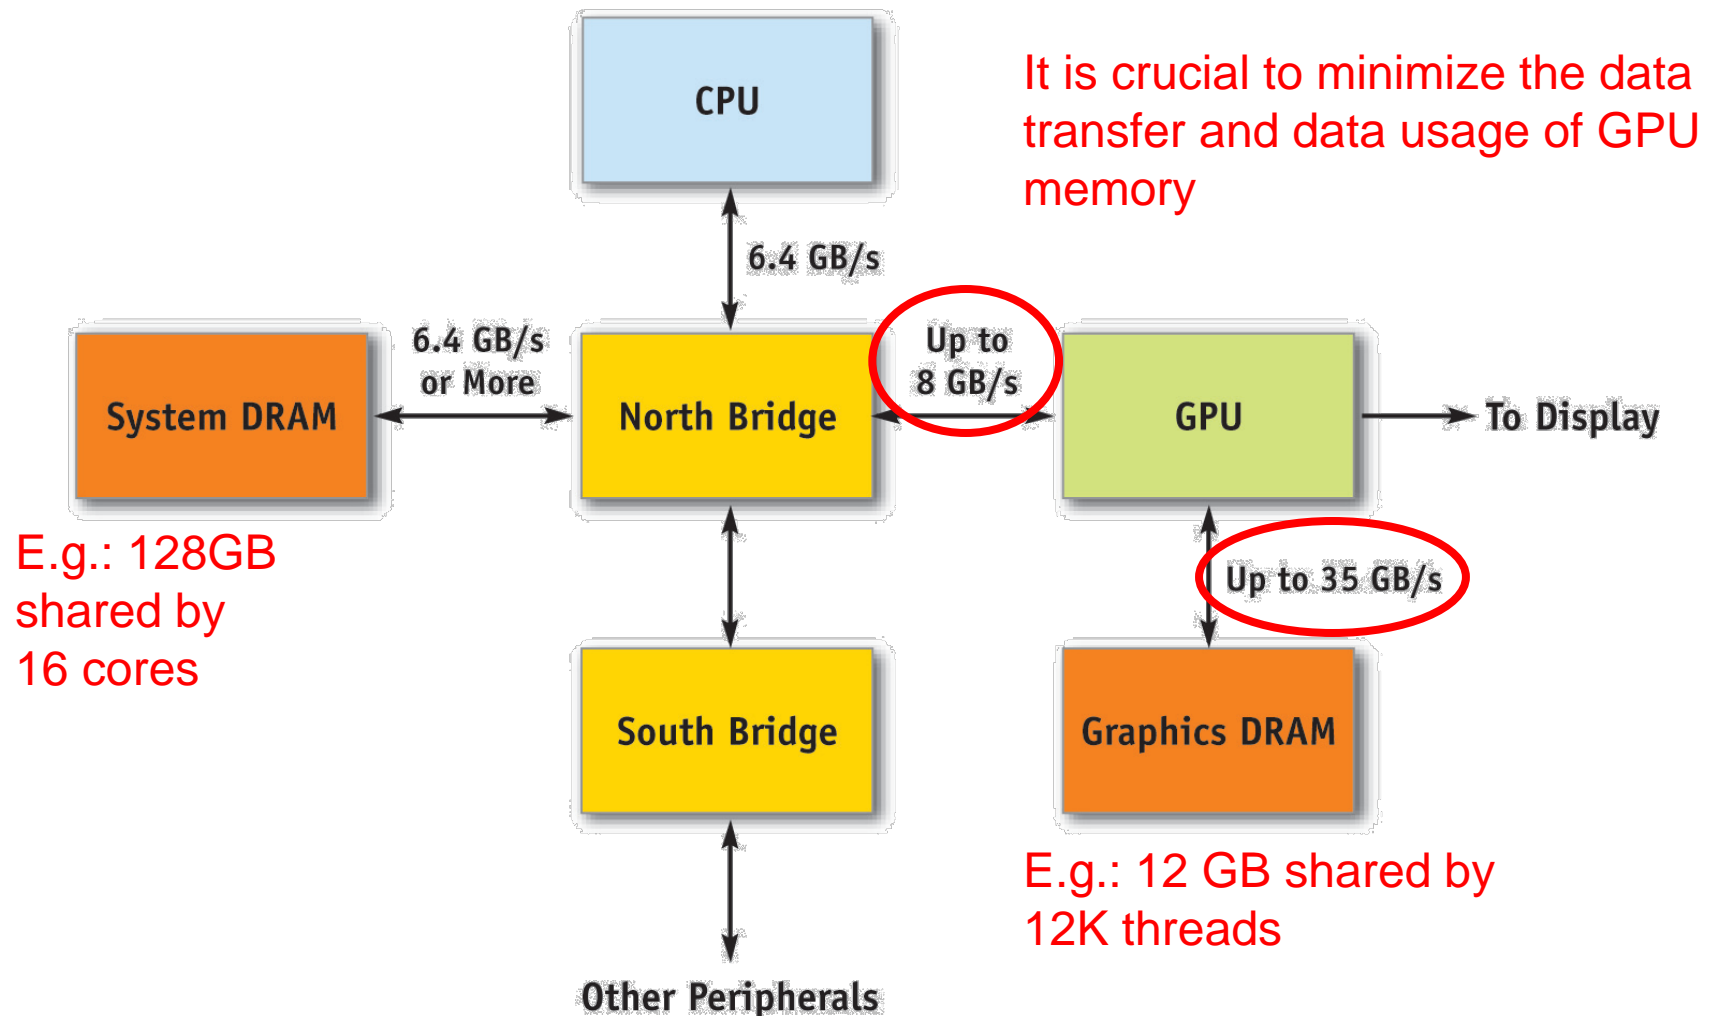 CPU
It is crucial to minimize the data
transfer and data usage of GPU
memory
6.4 GB/s
6.4 GB/s
or More
Up to
8 GB/s
System DRAM
North Bridge
GPU
To Display
E.g.: 128GB
shared by
16 cores
Up to 35 GB/s
South Bridge
Graphics DRAM
E.g.: 12 GB shared by
12K threads
Other Peripherals